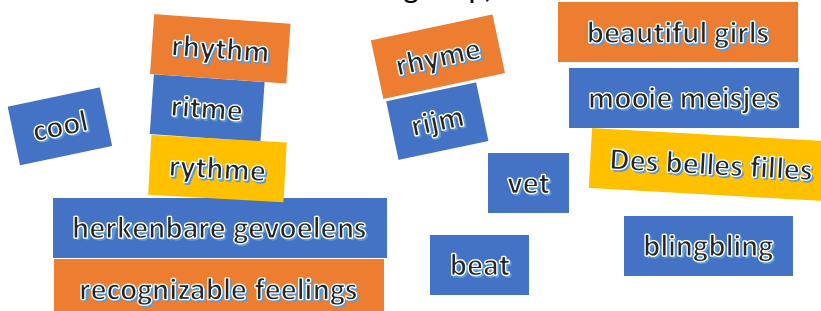 rhythm
ritme
rythme
cool
rhyme
rijm
beautiful girls
mooie meisjes
Des belles filles
vet
herkenbare gevoelens
recognizable feelings
beat
blingbling